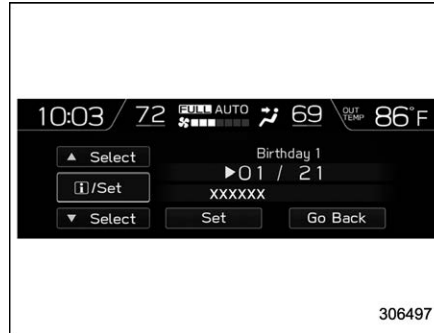 10:03 72 FULL AUTO 69 OUT TEMP 86°F
▲ Select
Birthday 1
▶01 / 21
i/Set
xxxxxx
▼ Select
Set
Go Back
306497